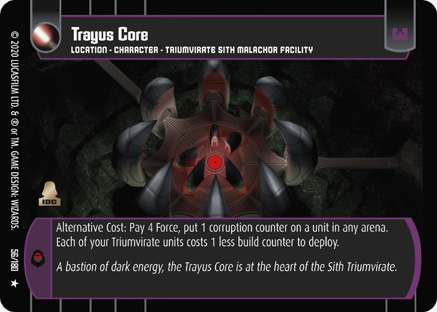 Trayus Core
LOCATION - CHARACTER - TRIUMVIRATE SITH MALACHOR FACILITY
3
© 2020 LUCASFILM LTD. & ® OR TM. GAME DESIGN: WIZARDS.
56/180
IDC
Alternative Cost: Pay 4 Force, put 1 corruption counter on a unit in any arena.
Each of your Triumvirate units costs 1 less build counter to deploy.
A bastion of dark energy, the Trayus Core is at the heart of the Sith Triumvirate.